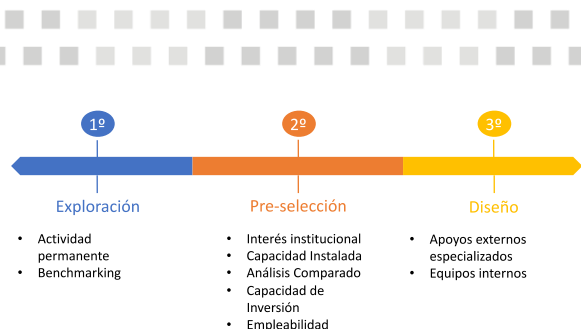 1º
2º
3º
Exploración
Pre-selección
Diseño
• Actividad
permanente
• Benchmarking
• Interés institucional
• Capacidad Instalada
• Análisis Comparado
• Capacidad de
Inversión
• Empleabilidad
• Apoyos externos
especializados
• Equipos internos